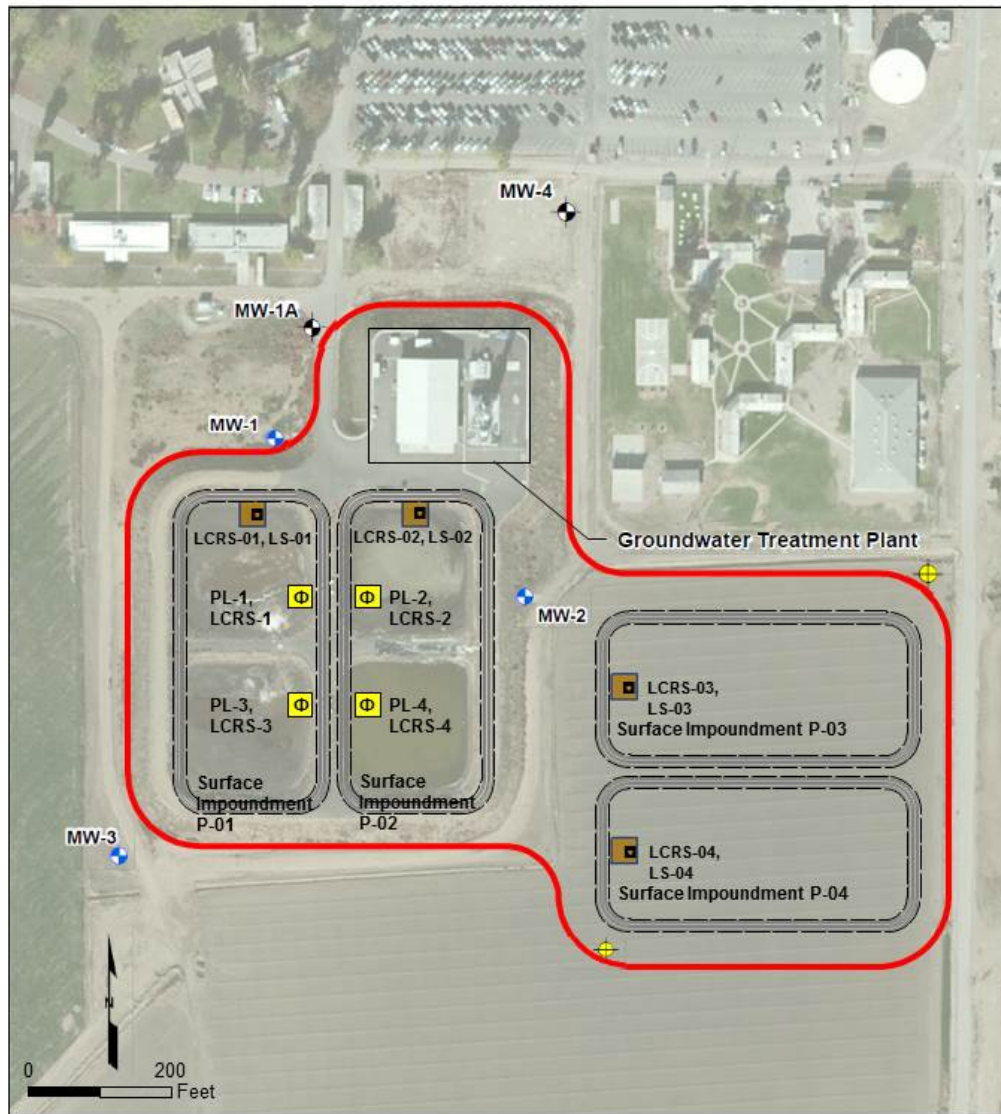 MW-4
MW-1A
MW-1
Groundwater Treatment Plant
LCRS-01, LS-01
LCRS-02, LS-02
PL-1,
LCRS-1
Φ
Φ
PL-2,
LCRS-2
MW-2
PL-3,
LCRS-3
Φ
Φ
PL-4,
LCRS-4
LCRS-03,
LS-03
Surface Impoundment P-03
Surface
Impoundment
P-01
Surface
Impoundment
P-02
MW-3
LCRS-04,
LS-04
Surface Impoundment P-04
N
0 200
Feet